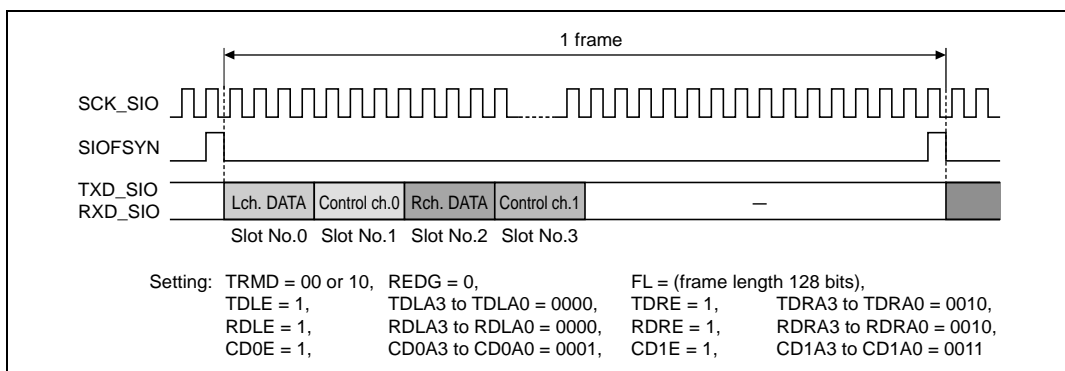 1 frame
SCK_SIO
SIOFSYN
TXD_SIO
RXD_SIO
Lch. DATA Control ch.0 Rch. DATA Control ch.1 —
Slot No.0 Slot No.1 Slot No.2 Slot No.3
Setting: TRMD = 00 or 10, REDG = 0, FL = (frame length 128 bits),
TDLE = 1, TDLA3 to TDLA0 = 0000, TDRE = 1, TDRA3 to TDRA0 = 0010,
RDLE = 1, RDLA3 to RDLA0 = 0000, RDRE = 1, RDRA3 to RDRA0 = 0010,
CD0E = 1, CD0A3 to CD0A0 = 0001, CD1E = 1, CD1A3 to CD1A0 = 0011